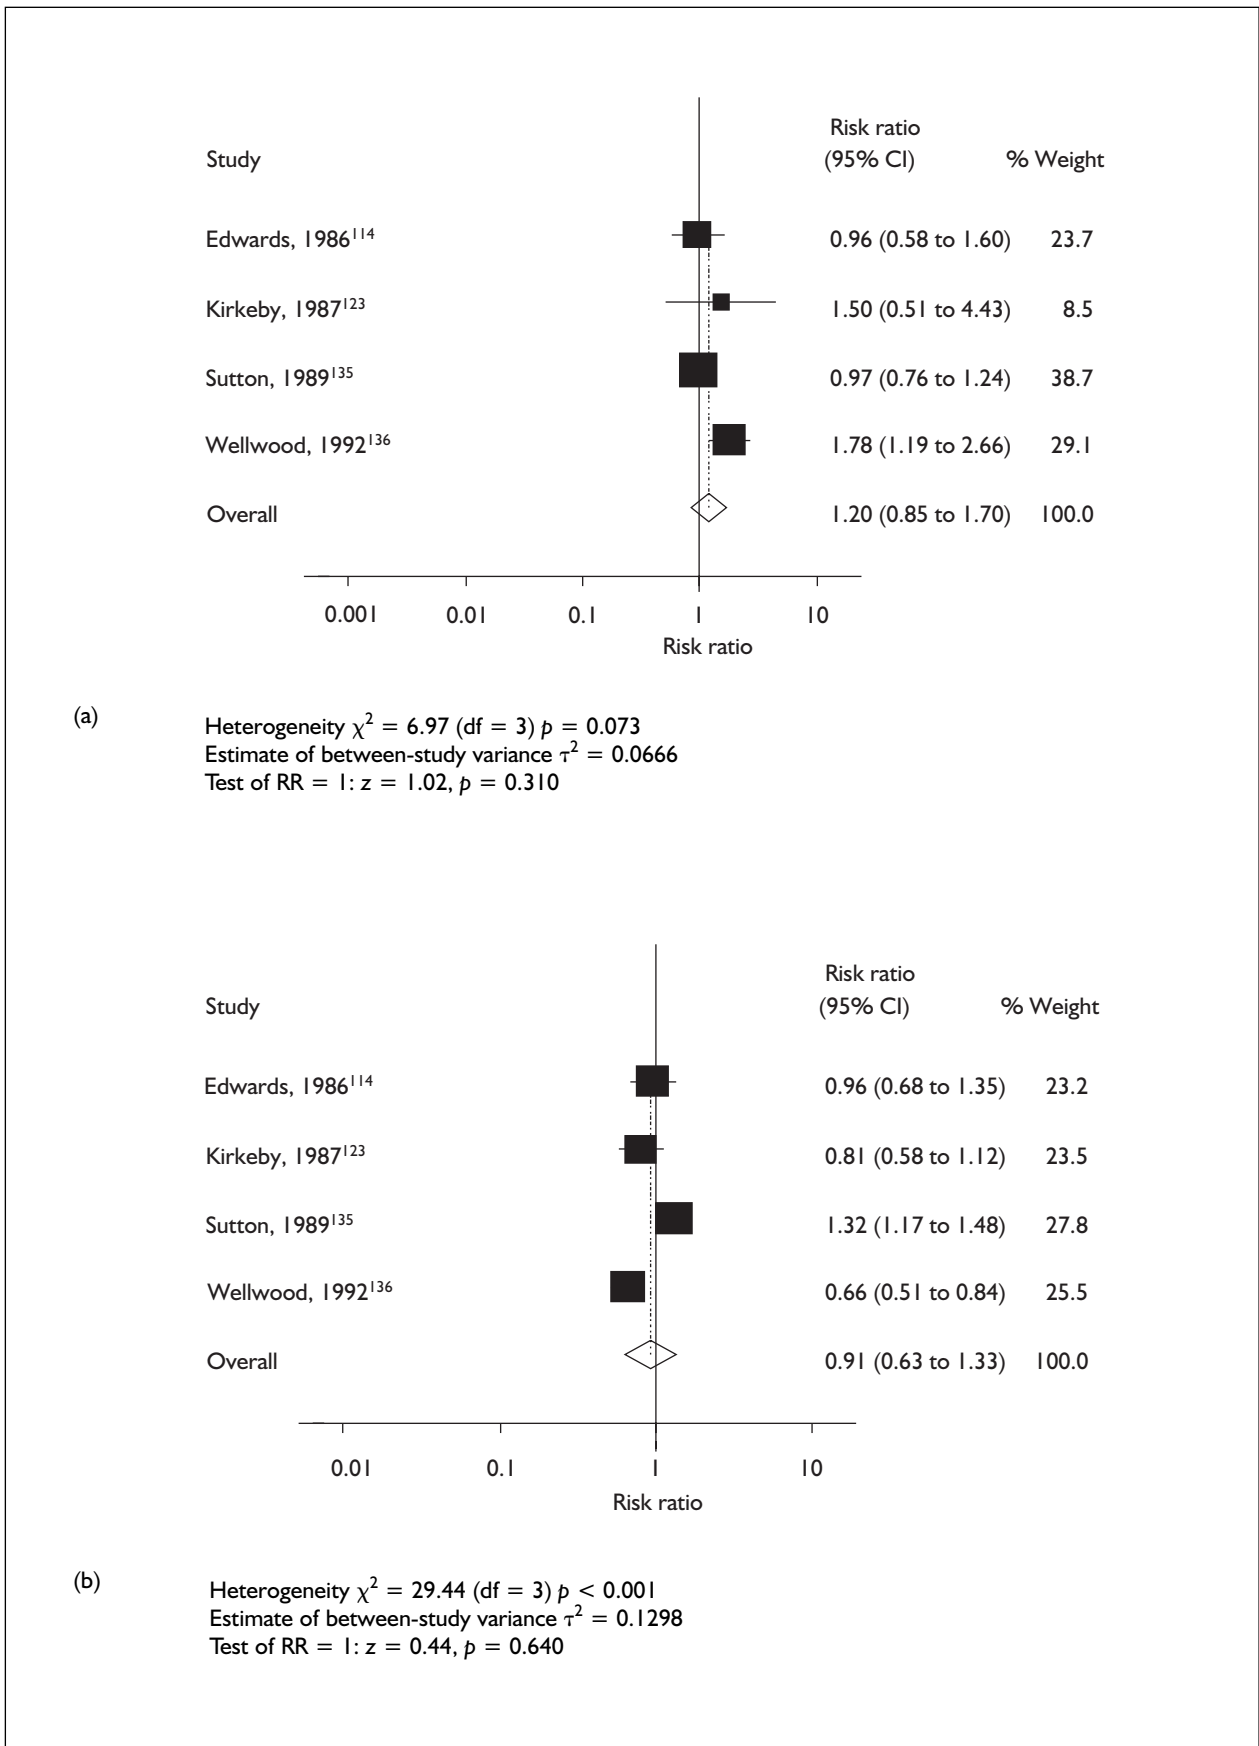 Risk ratio
Study (95% CI) % Weight
Edwards, 1986¹¹⁴ 0.96 (0.58 to 1.60) 23.7
Kirkeby, 1987¹²³ 1.50 (0.51 to 4.43) 8.5
Sutton, 1989¹³⁵ 0.97 (0.76 to 1.24) 38.7
Wellwood, 1992¹³⁶ 1.78 (1.19 to 2.66) 29.1
Overall 1.20 (0.85 to 1.70) 100.0
0.001 0.01 0.1 1 10
Risk ratio
(a) Heterogeneity χ² = 6.97 (df = 3) p = 0.073
Estimate of between-study variance τ² = 0.0666
Test of RR = 1: z = 1.02, p = 0.310
Risk ratio
Study (95% CI) % Weight
Edwards, 1986¹¹⁴ 0.96 (0.68 to 1.35) 23.2
Kirkeby, 1987¹²³ 0.81 (0.58 to 1.12) 23.5
Sutton, 1989¹³⁵ 1.32 (1.17 to 1.48) 27.8
Wellwood, 1992¹³⁶ 0.66 (0.51 to 0.84) 25.5
Overall 0.91 (0.63 to 1.33) 100.0
0.01 0.1 1 10
Risk ratio
(b) Heterogeneity χ² = 29.44 (df = 3) p < 0.001
Estimate of between-study variance τ² = 0.1298
Test of RR = 1: z = 0.44, p = 0.640